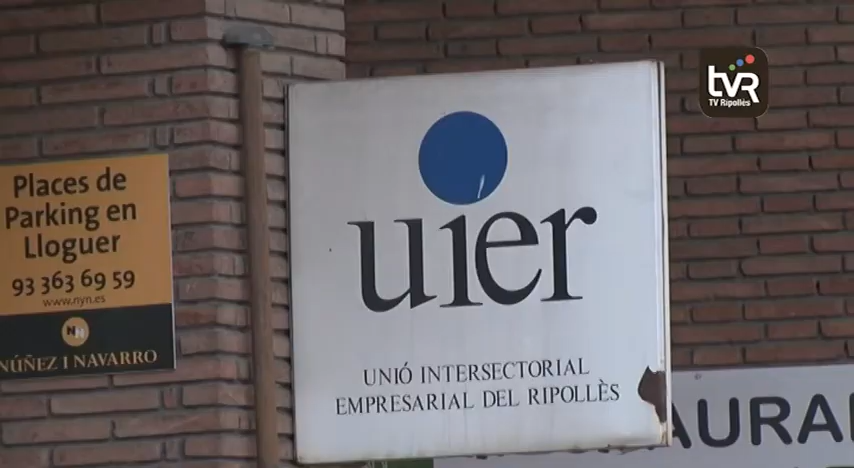 Places de
Parking en
Lloguer
93 363 69 59
www.nyn.es
NN
NÚÑEZ I NAVARRO
uier
UNIÓ INTERSECTORIAL
EMPRESARIAL DEL RIPOLLÈS
tvR
TV Ripollès